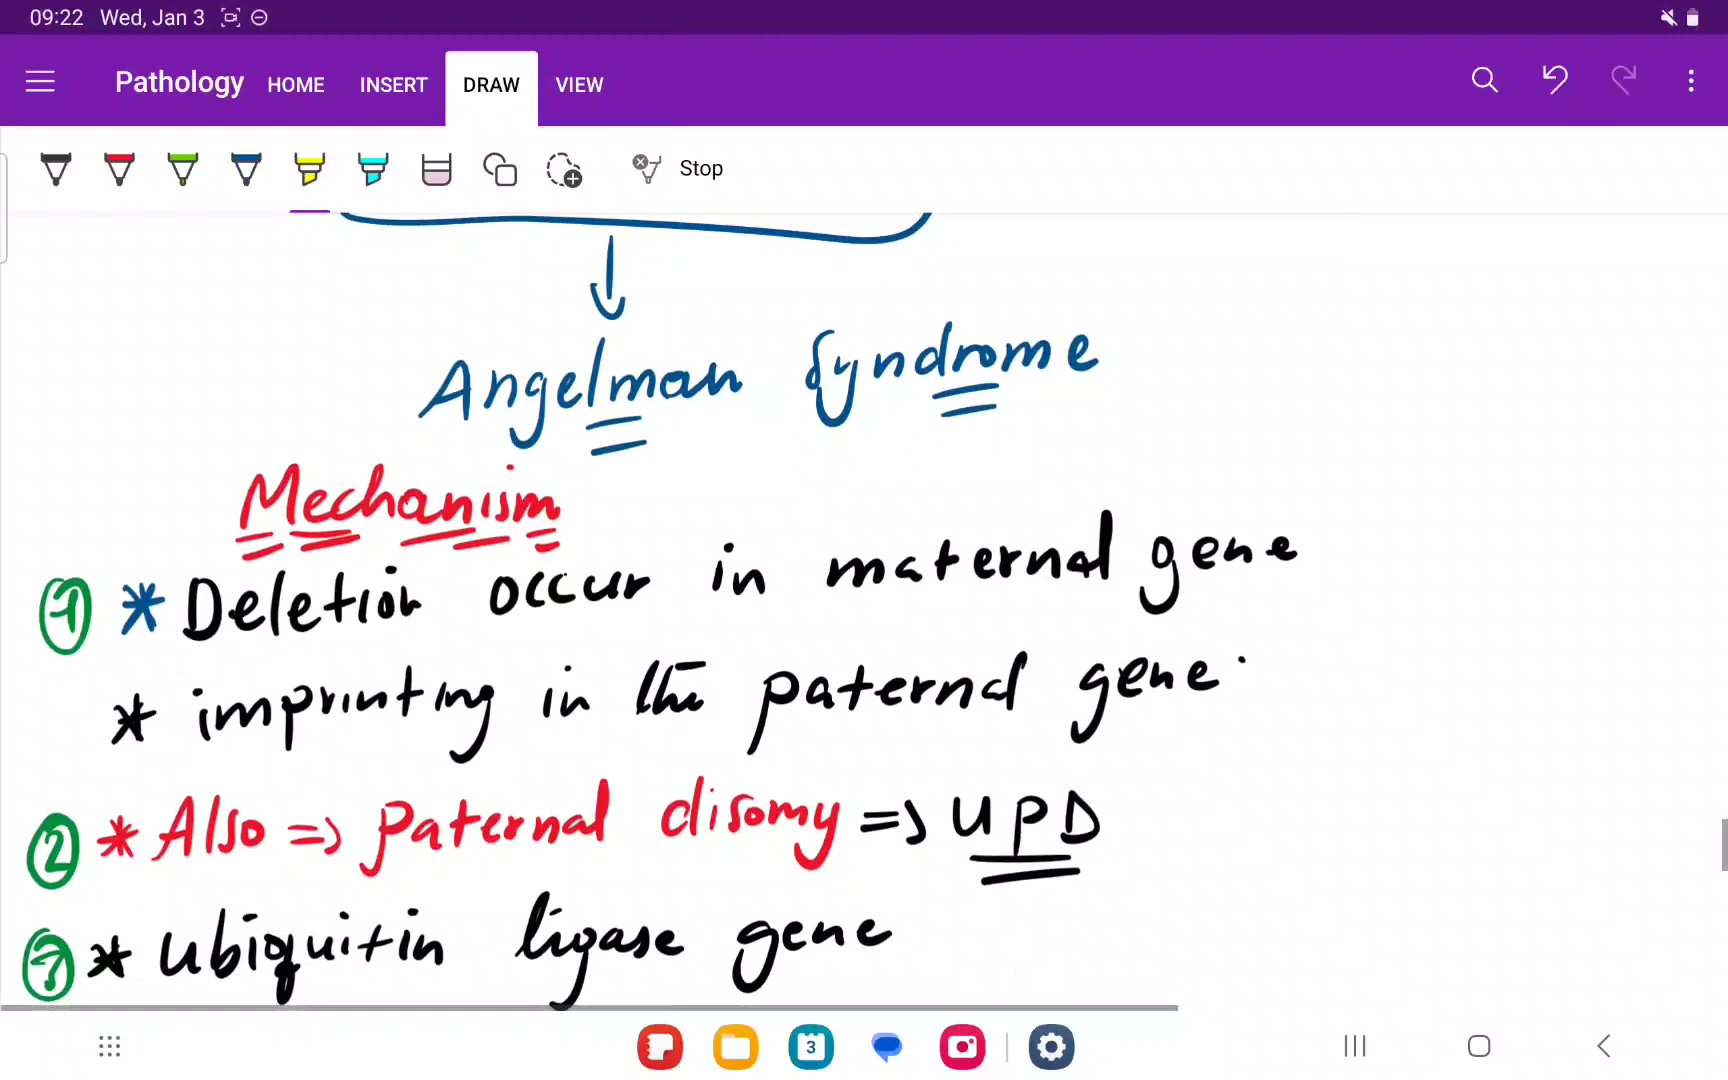 09:22 Wed, Jan 3
Pathology HOME INSERT DRAW VIEW
Stop
Angelman Syndrome
Mechanism
1 * Deletion occur in maternal gene
* imprinting in the paternal gene
2 * Also => paternal disomy => UPD
3 * ubiquitin ligase gene
3